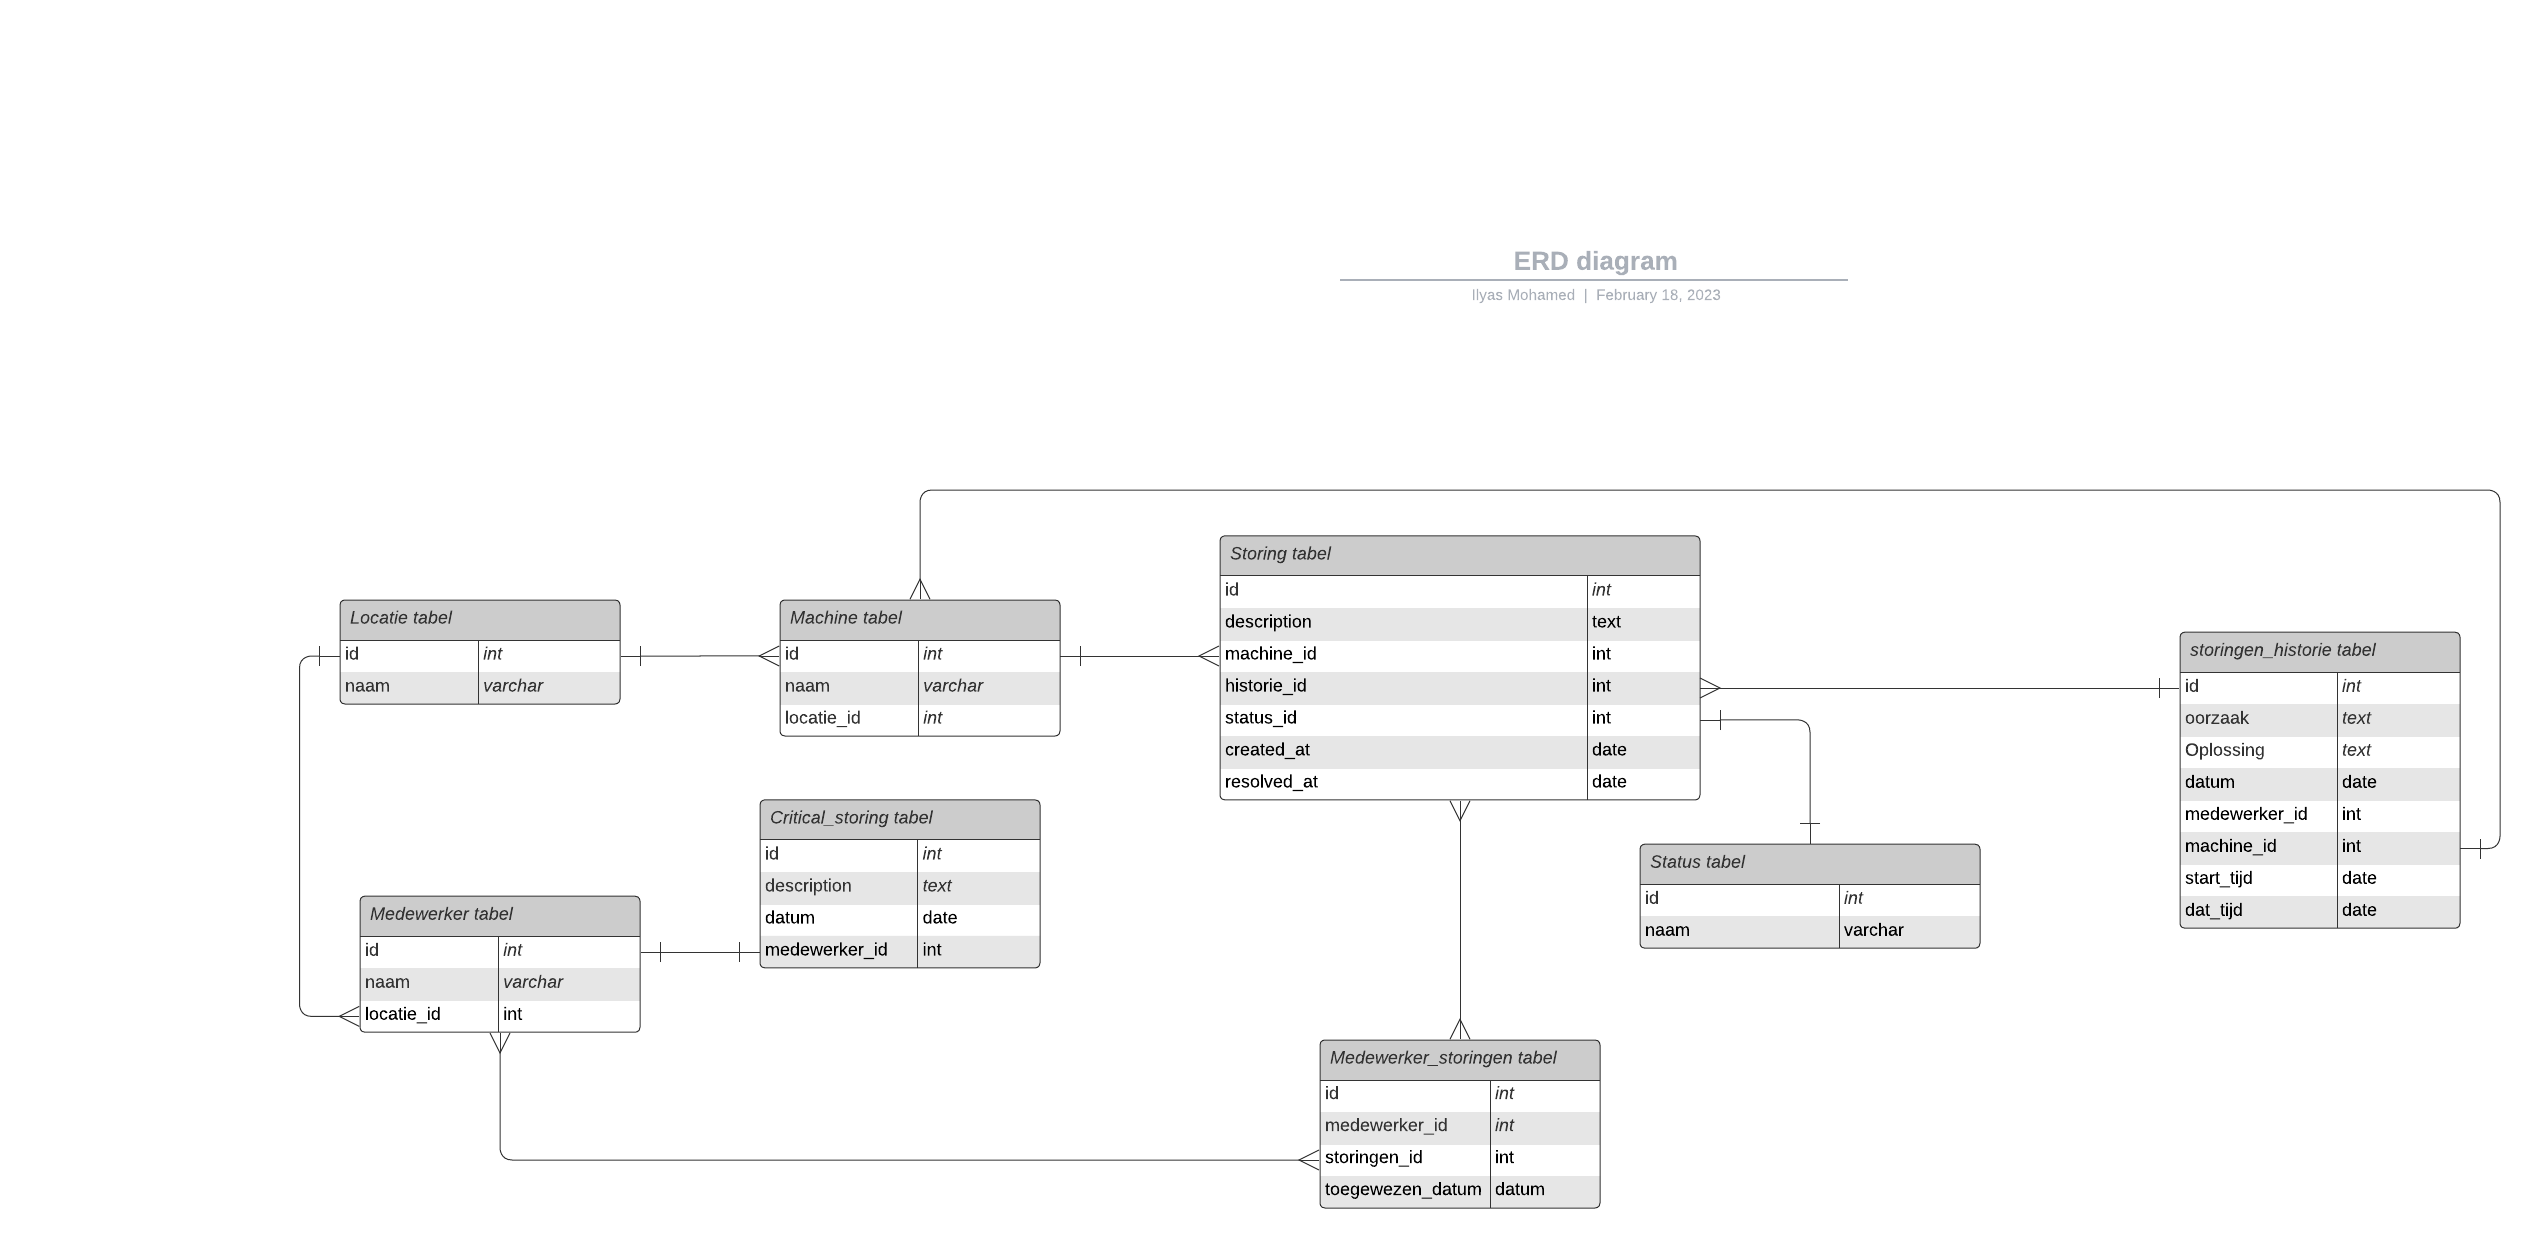 ERD diagram
Ilyas Mohamed | February 18, 2023
Locatie tabel
id int
naam varchar
Machine tabel
id int
naam varchar
locatie_id int
Storing tabel
id int
description text
machine_id int
historie_id int
status_id int
created_at date
resolved_at date
storingen_historie tabel
id int
oorzaak text
Oplossing text
datum date
medewerker_id int
machine_id int
start_tijd date
dat_tijd date
Critical_storing tabel
id int
description text
datum date
medewerker_id int
Status tabel
id int
naam varchar
Medewerker tabel
id int
naam varchar
locatie_id int
Medewerker_storingen tabel
id int
medewerker_id int
storingen_id int
toegewezen_datum datum